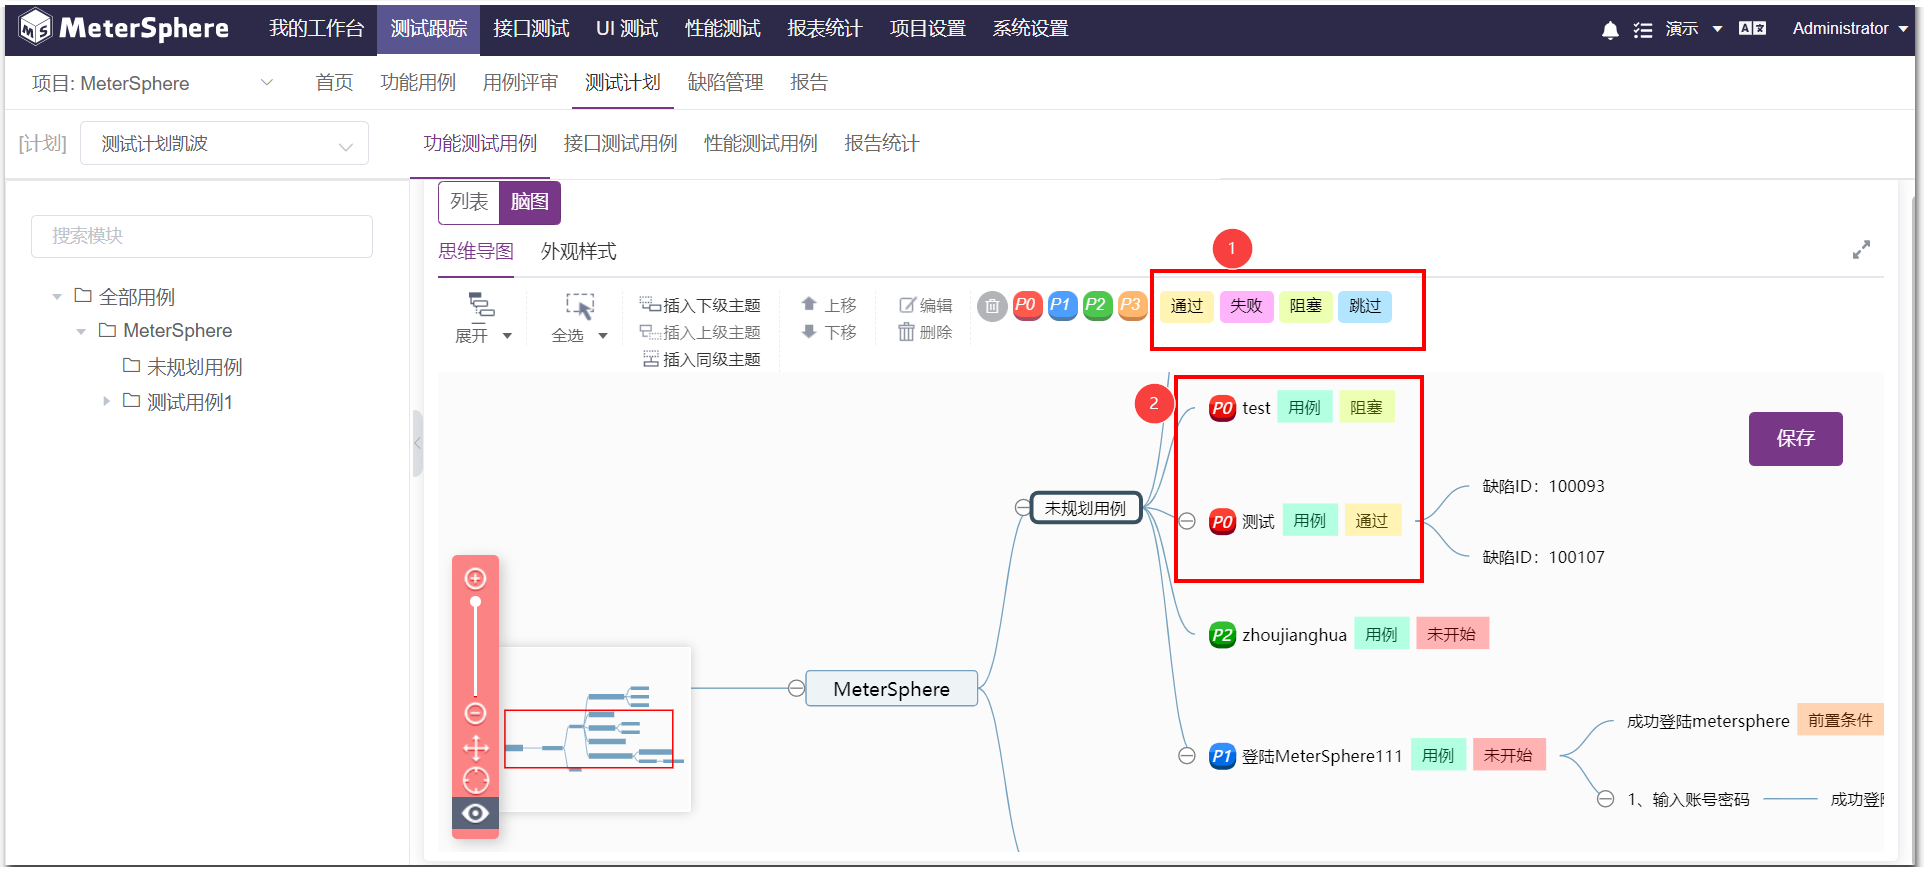 MeterSphere 我的工作台 测试跟踪 接口测试 UI 测试 性能测试 报表统计 项目设置 系统设置 演示 Administrator
项目: MeterSphere 首页 功能用例 用例评审 测试计划 缺陷管理 报告
[计划] 测试计划凯波 功能测试用例 接口测试用例 性能测试用例 报告统计
列表 脑图
搜索模块
思维导图 外观样式
1
全部用例
MeterSphere
未规划用例
测试用例1
展开
全选
插入下级主题
插入上级主题
插入同级主题
上移
下移
编辑
删除
P0 P1 P2 P3 通过 失败 阻塞 跳过
2
P0 test 用例 阻塞
保存
缺陷ID：100093
未规划用例
P0 测试 用例 通过
缺陷ID：100107
P2 zhoujianghua 用例 未开始
MeterSphere
成功登陆metersphere 前置条件
P1 登陆MeterSphere111 用例 未开始
1、输入账号密码 成功登